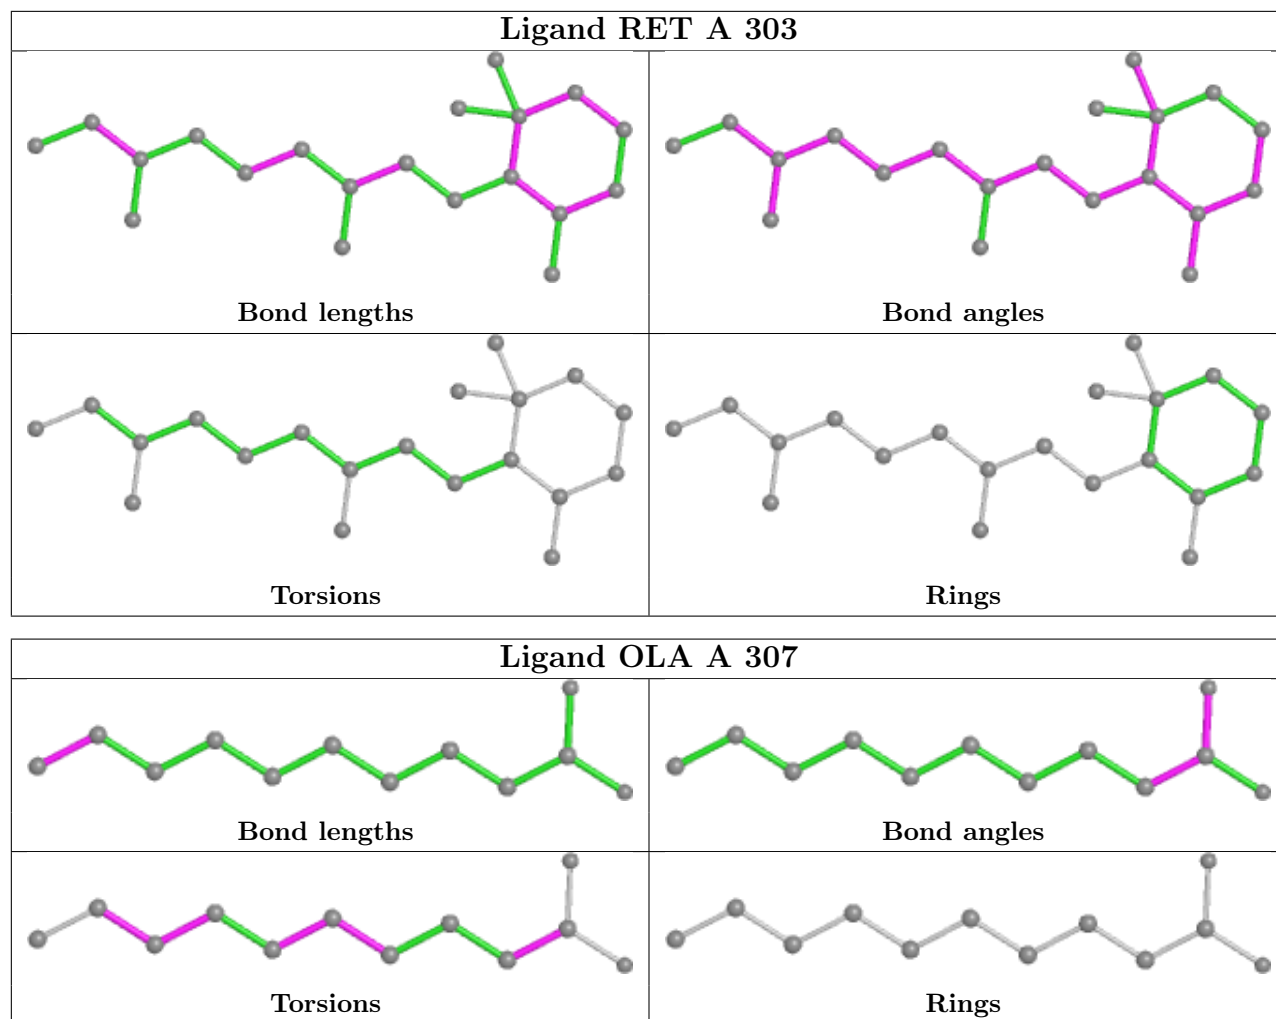 Ligand RET A 303
Bond lengths
Bond angles
Torsions
Rings
Ligand OLA A 307
Bond lengths
Bond angles
Torsions
Rings